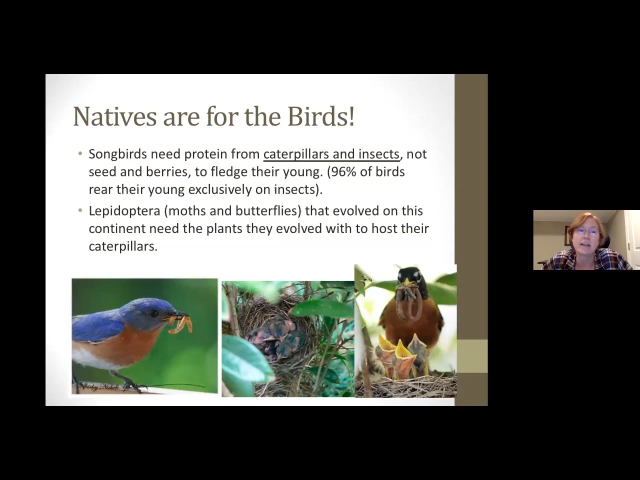 Natives are for the Birds!
• Songbirds need protein from caterpillars and insects, not
seed and berries, to fledge their young. (96% of birds
rear their young exclusively on insects).
• Lepidoptera (moths and butterflies) that evolved on this
continent need the plants they evolved with to host their
caterpillars.